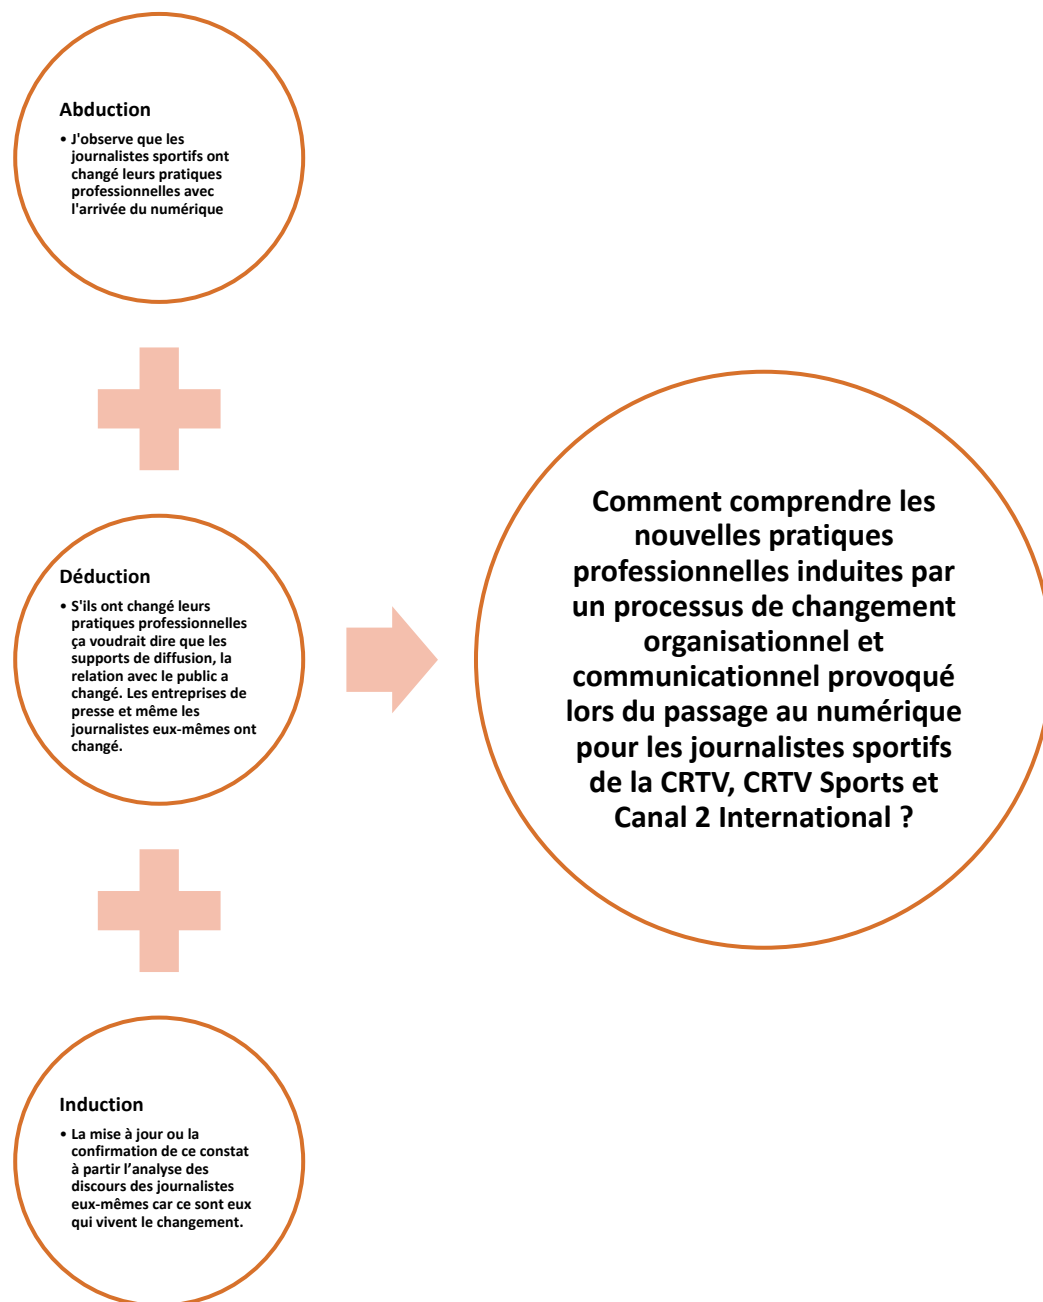 Abduction
• J'observe que les
journalistes sportifs ont
changé leurs pratiques
professionnelles avec
l'arrivée du numérique
Déduction
• S'ils ont changé leurs
pratiques professionnelles
ça voudrait dire que les
supports de diffusion, la
relation avec le public a
changé. Les entreprises de
presse et même les
journalistes eux-mêmes ont
changé.
Induction
• La mise à jour ou la
confirmation de ce constat
à partir l’analyse des
discours des journalistes
eux-mêmes car ce sont eux
qui vivent le changement.
Comment comprendre les
nouvelles pratiques
professionnelles induites par
un processus de changement
organisationnel et
communicationnel provoqué
lors du passage au numérique
pour les journalistes sportifs
de la CRTV, CRTV Sports et
Canal 2 International ?